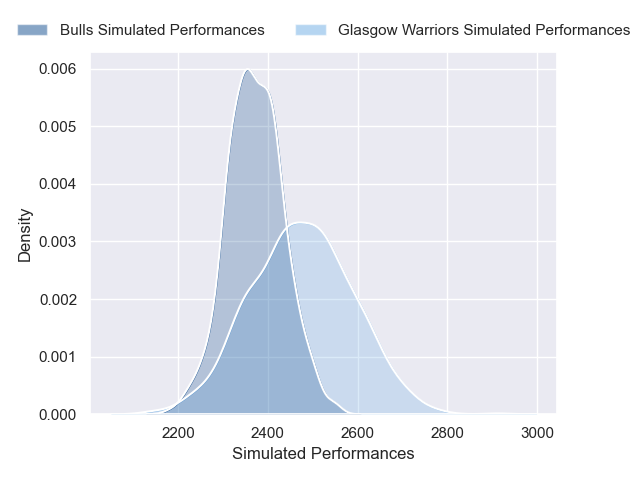 Bulls Simulated Performances Glasgow Warriors Simulated Performances
0.006
0.005
0.004
0.003
0.002
0.001
0.000
Density
2200 2400 2600 2800 3000
Simulated Performances